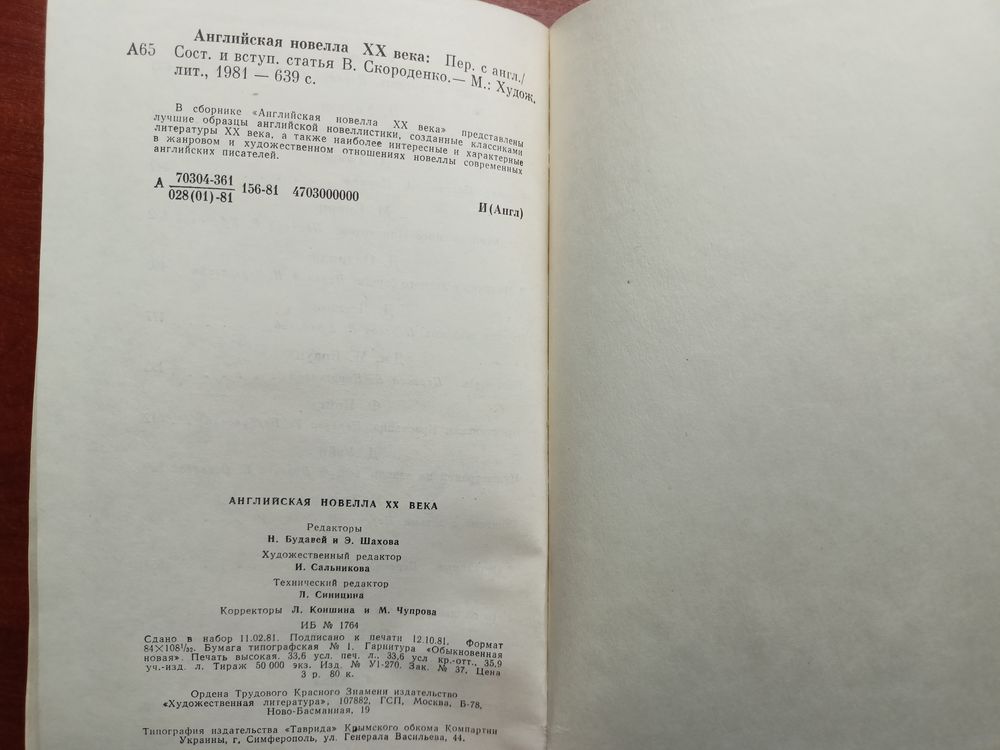 Английская новелла XX века: Пер. с англ./
А65 Сост. и вступ. статья В. Скороденко.— М.: Худож.
лит., 1981 — 639 с.
В сборнике «Английская новелла XX века» представлены
лучшие образцы английской новеллистики, созданные классиками
литературы XX века, а также наиболее интересные и характерные
в жанровом и художественном отношениях новеллы современных
английских писателей.
А 70304-361
028(01)-81 156-81 4703000000
И(Англ)
АНГЛИЙСКАЯ НОВЕЛЛА XX ВЕКА
Редакторы
Н. Будавей и Э. Шахова
Художественный редактор
И. Сальникова
Технический редактор
Л. Синицина
Корректоры Л. Коншина и М. Чупрова
ИБ № 1764
Сдано в набор 11.02.81. Подписано к печати 12.10.81. Формат
84×108¹/₃₂. Бумага типографская № 1. Гарнитура «Обыкновенная
новая». Печать высокая. 33,6 усл. печ. л., 33,6 усл кр.-отт., 35,9
уч.-изд. л. Тираж 50 000 экз. Изд. № У1-270. Зак. № 37. Цена
3 р. 80 к.
Ордена Трудового Красного Знамени издательство
«Художественная литература», 107882, ГСП, Москва, Б-78,
Ново-Басманная, 19
Типография издательства «Таврида» Крымского обкома Компартии
Украины, г. Симферополь, ул. Генерала Васильева, 44.